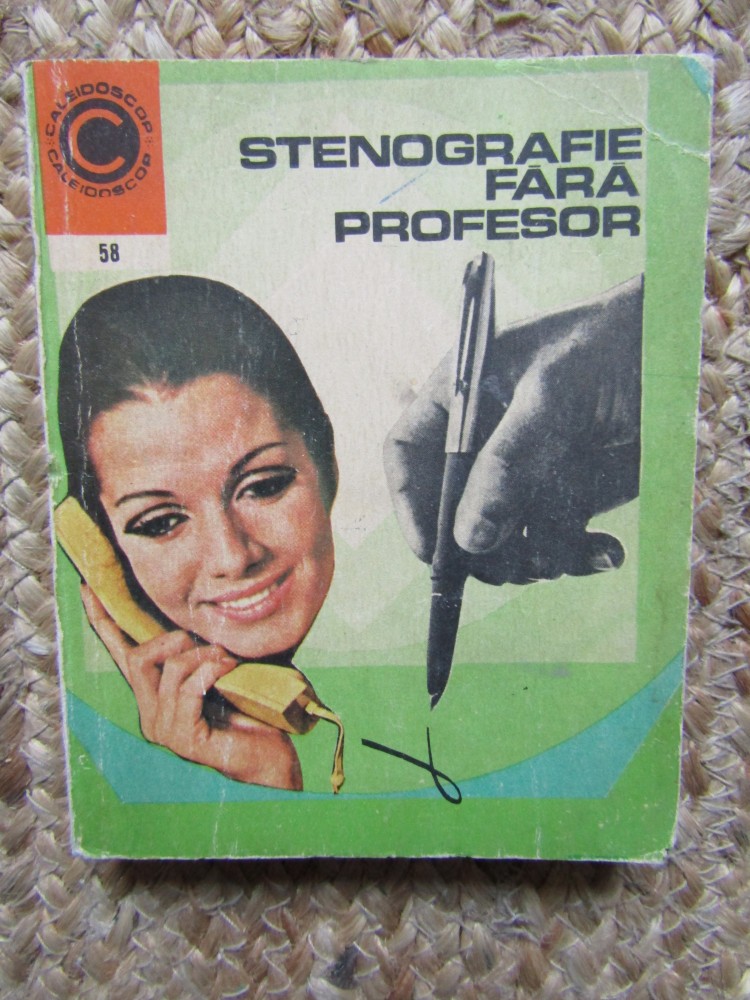 CALEIDOSCOP
C
CALEIDOSCOP
58
STENOGRAFIE
FĂRĂ
PROFESOR